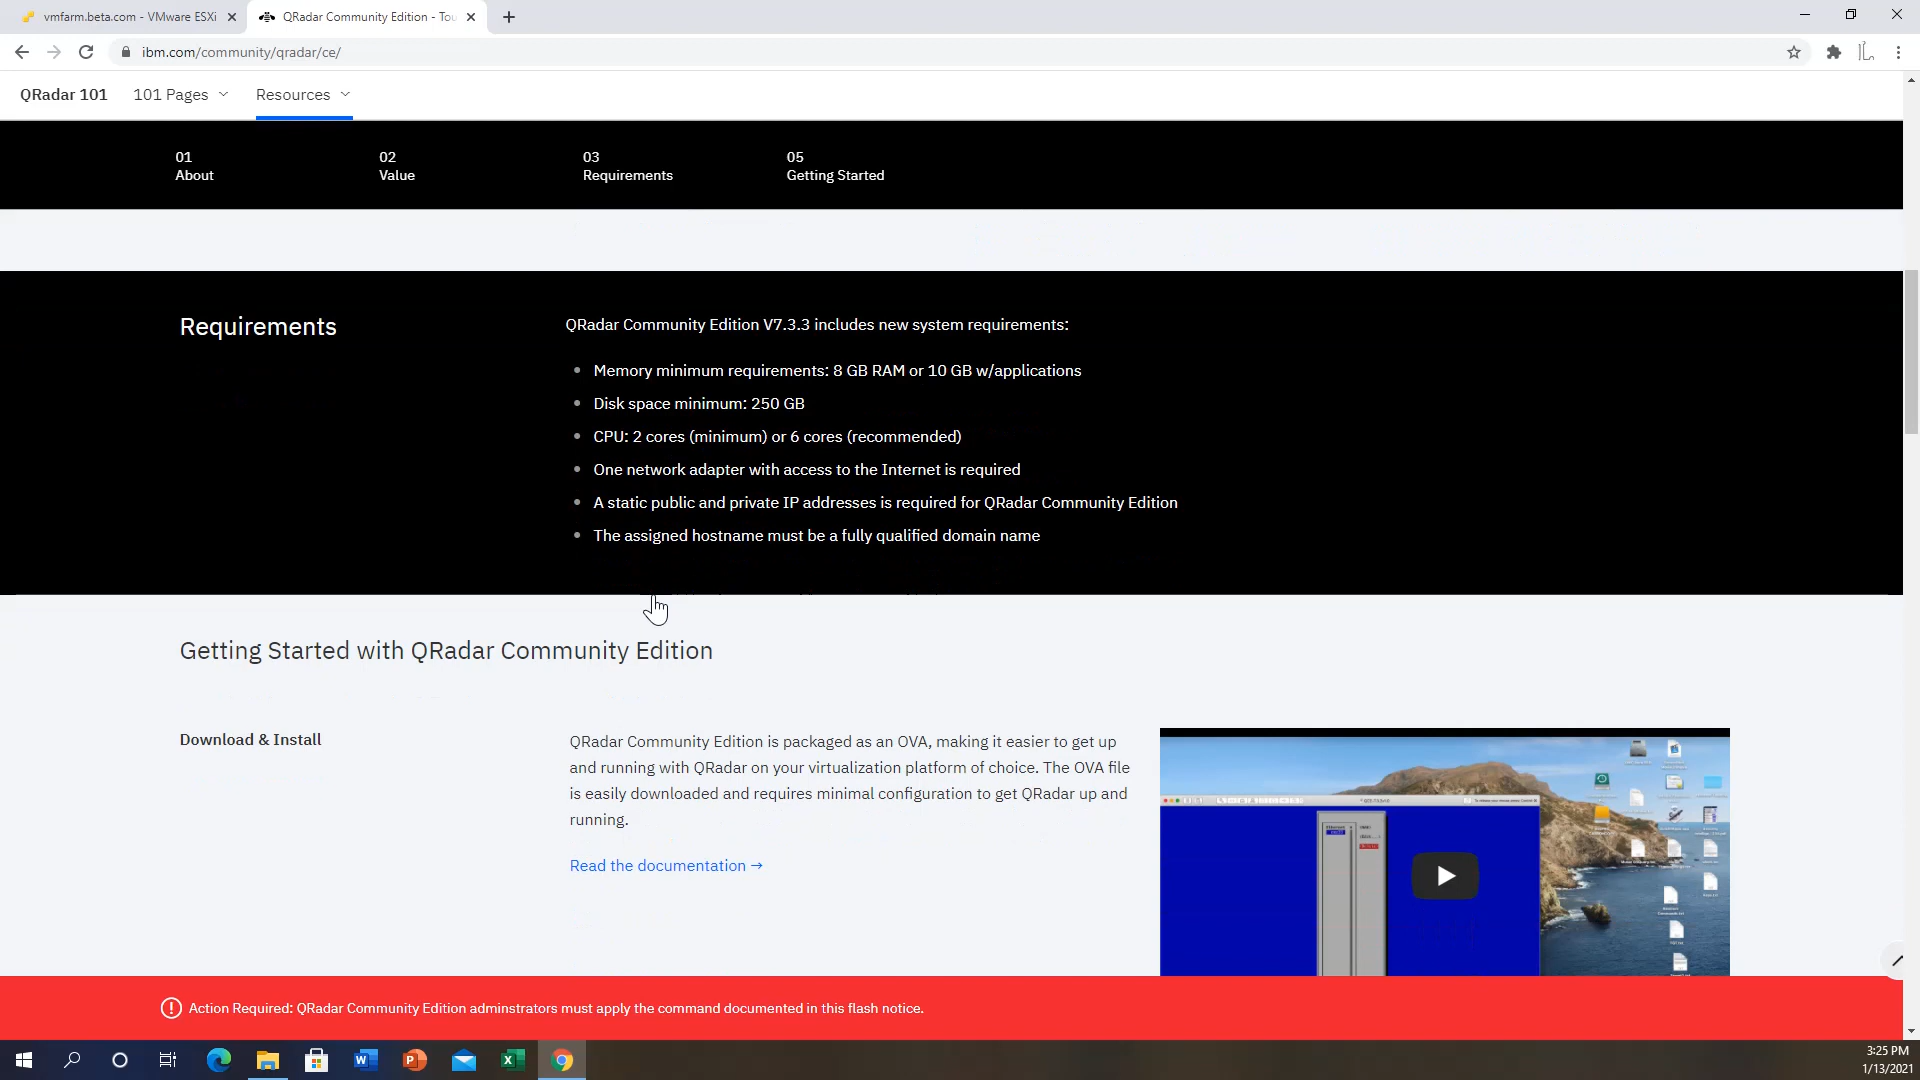 vmfarm.beta.com - VMware ESXi
QRadar Community Edition - Tou
ibm.com/community/qradar/ce/
QRadar 101
101 Pages
Resources
01
About
02
Value
03
Requirements
05
Getting Started
Requirements
QRadar Community Edition V7.3.3 includes new system requirements:
Memory minimum requirements: 8 GB RAM or 10 GB w/applications
Disk space minimum: 250 GB
CPU: 2 cores (minimum) or 6 cores (recommended)
One network adapter with access to the Internet is required
A static public and private IP addresses is required for QRadar Community Edition
The assigned hostname must be a fully qualified domain name
Getting Started with QRadar Community Edition
Download & Install
QRadar Community Edition is packaged as an OVA, making it easier to get up
and running with QRadar on your virtualization platform of choice. The OVA file
is easily downloaded and requires minimal configuration to get QRadar up and
running.
Read the documentation →
Action Required: QRadar Community Edition adminstrators must apply the command documented in this flash notice.
3:25 PM
1/13/2021